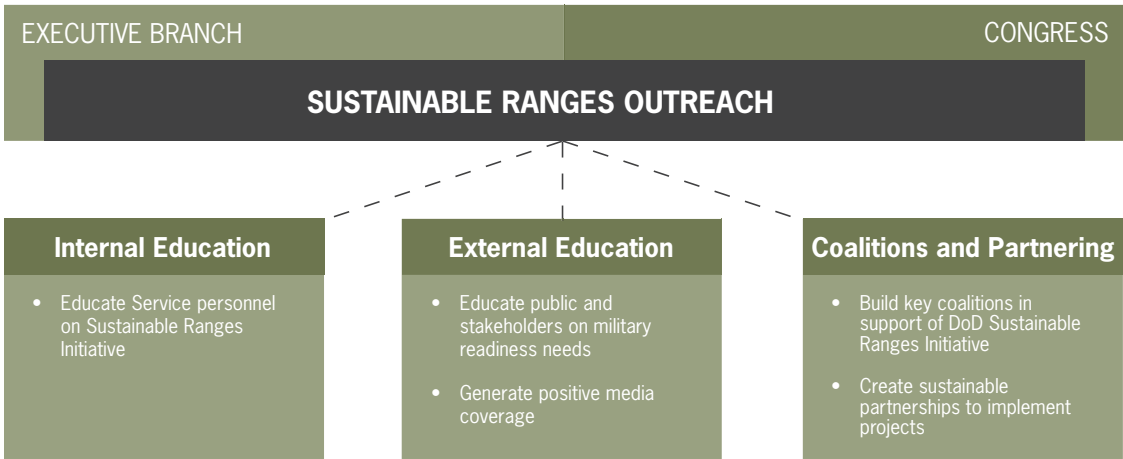 EXECUTIVE BRANCH
CONGRESS
SUSTAINABLE RANGES OUTREACH
Internal Education
• Educate Service personnel
on Sustainable Ranges
Initiative
External Education
• Educate public and
stakeholders on military
readiness needs
• Generate positive media
coverage
Coalitions and Partnering
• Build key coalitions in
support of DoD Sustainable
Ranges Initiative
• Create sustainable
partnerships to implement
projects